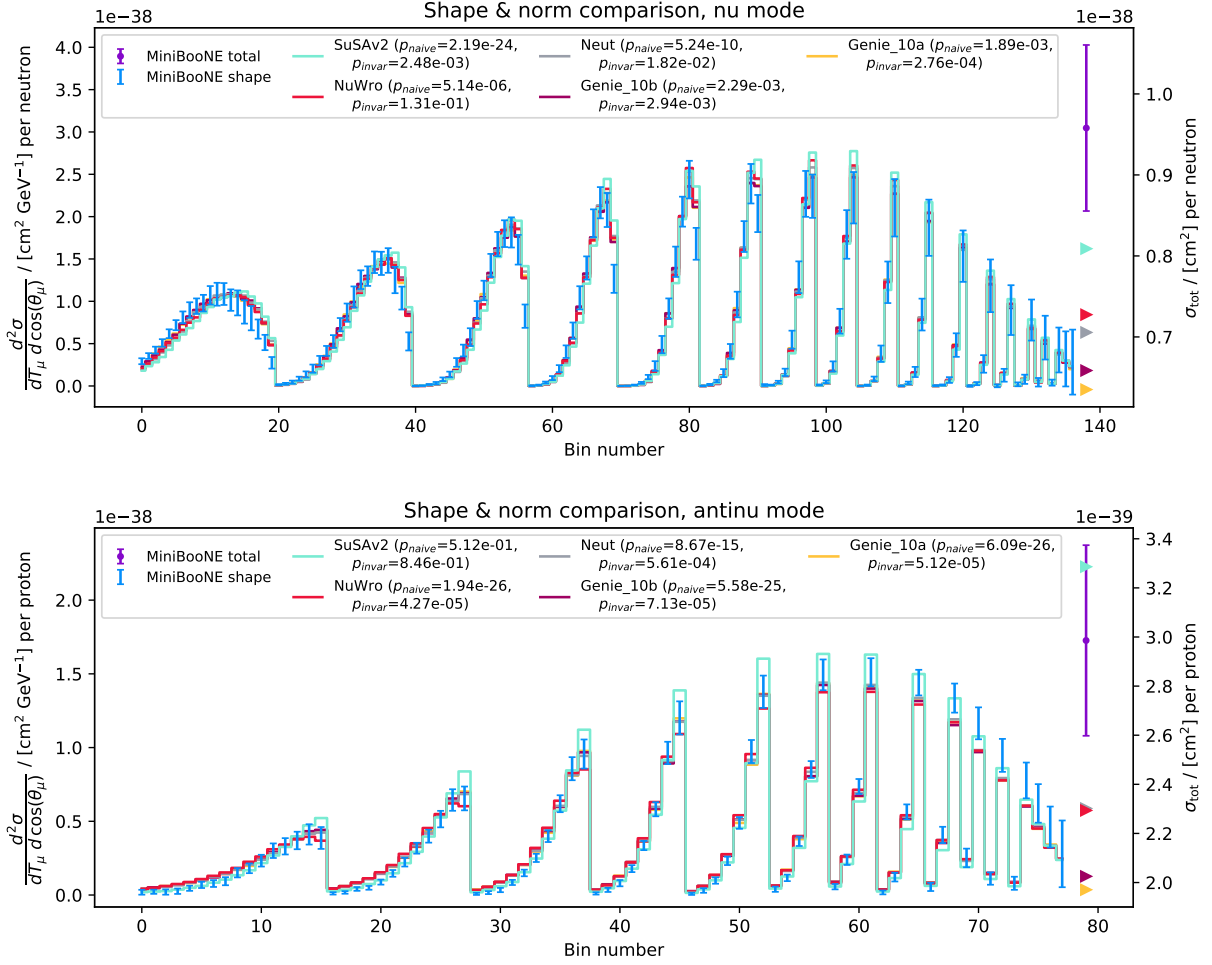 Shape & norm comparison, nu mode
1e−38
1e−38
MiniBooNE total
MiniBooNE shape
SuSAv2 (p_naive=2.19e-24,
p_invar=2.48e-03)
NuWro (p_naive=5.14e-06,
p_invar=1.31e-01)
Neut (p_naive=5.24e-10,
p_invar=1.82e-02)
Genie_10b (p_naive=2.29e-03,
p_invar=2.94e-03)
Genie_10a (p_naive=1.89e-03,
p_invar=2.76e-04)
4.0
3.5
3.0
2.5
2.0
1.5
1.0
0.5
0.0
d²σ/dT_μ d cos(θ_μ) / [cm² GeV⁻¹] per neutron
1.0
0.9
0.8
0.7
σ_tot / [cm²] per neutron
0 20 40 60 80 100 120 140
Bin number
Shape & norm comparison, antinu mode
1e−38
1e−39
MiniBooNE total
MiniBooNE shape
SuSAv2 (p_naive=5.12e-01,
p_invar=8.46e-01)
NuWro (p_naive=1.94e-26,
p_invar=4.27e-05)
Neut (p_naive=8.67e-15,
p_invar=5.61e-04)
Genie_10b (p_naive=5.58e-25,
p_invar=7.13e-05)
Genie_10a (p_naive=6.09e-26,
p_invar=5.12e-05)
2.0
1.5
1.0
0.5
0.0
d²σ/dT_μ d cos(θ_μ) / [cm² GeV⁻¹] per proton
3.4
3.2
3.0
2.8
2.6
2.4
2.2
2.0
σ_tot / [cm²] per proton
0 10 20 30 40 50 60 70 80
Bin number